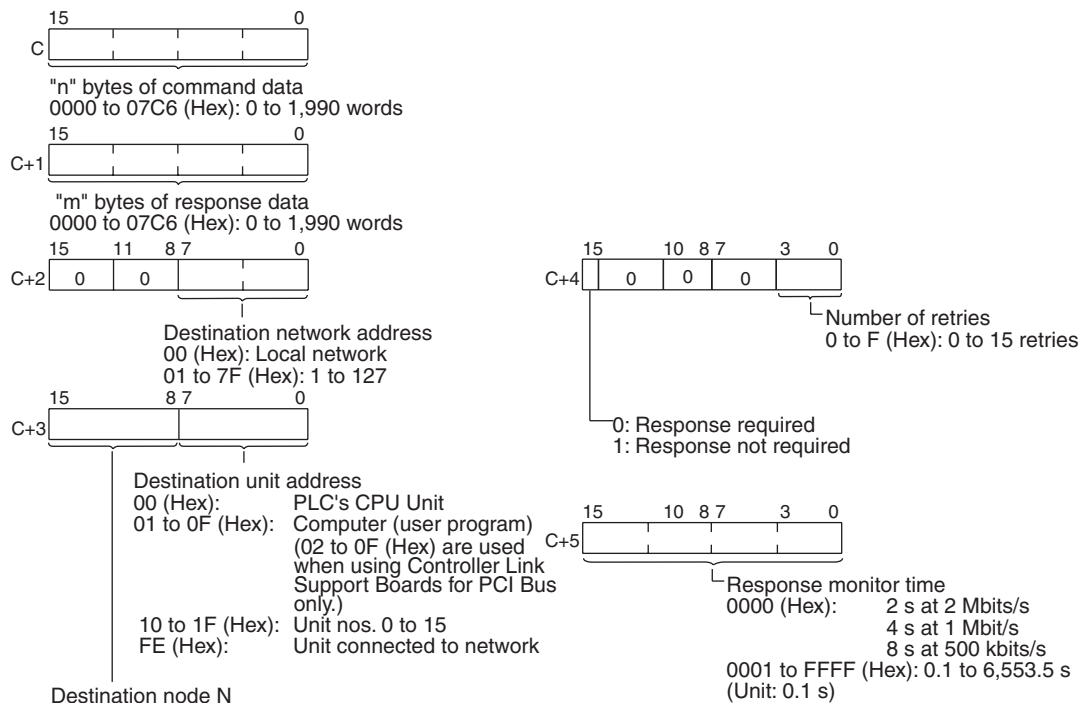 15 0
C
"n" bytes of command data
0000 to 07C6 (Hex): 0 to 1,990 words
15 0
C+1
"m" bytes of response data
0000 to 07C6 (Hex): 0 to 1,990 words
15 11 8 7 0
C+2 0 0
Destination network address
00 (Hex): Local network
01 to 7F (Hex): 1 to 127
15 8 7 0
C+3
Destination unit address
00 (Hex): PLC's CPU Unit
01 to 0F (Hex): Computer (user program)
(02 to 0F (Hex) are used
when using Controller Link
Support Boards for PCI Bus
only.)
10 to 1F (Hex): Unit nos. 0 to 15
FE (Hex): Unit connected to network
Destination node N
15 10 8 7 3 0
C+4 0 0 0
Number of retries
0 to F (Hex): 0 to 15 retries
0: Response required
1: Response not required
15 10 8 7 3 0
C+5
Response monitor time
0000 (Hex): 2 s at 2 Mbits/s
4 s at 1 Mbit/s
8 s at 500 kbits/s
0001 to FFFF (Hex): 0.1 to 6,553.5 s
(Unit: 0.1 s)